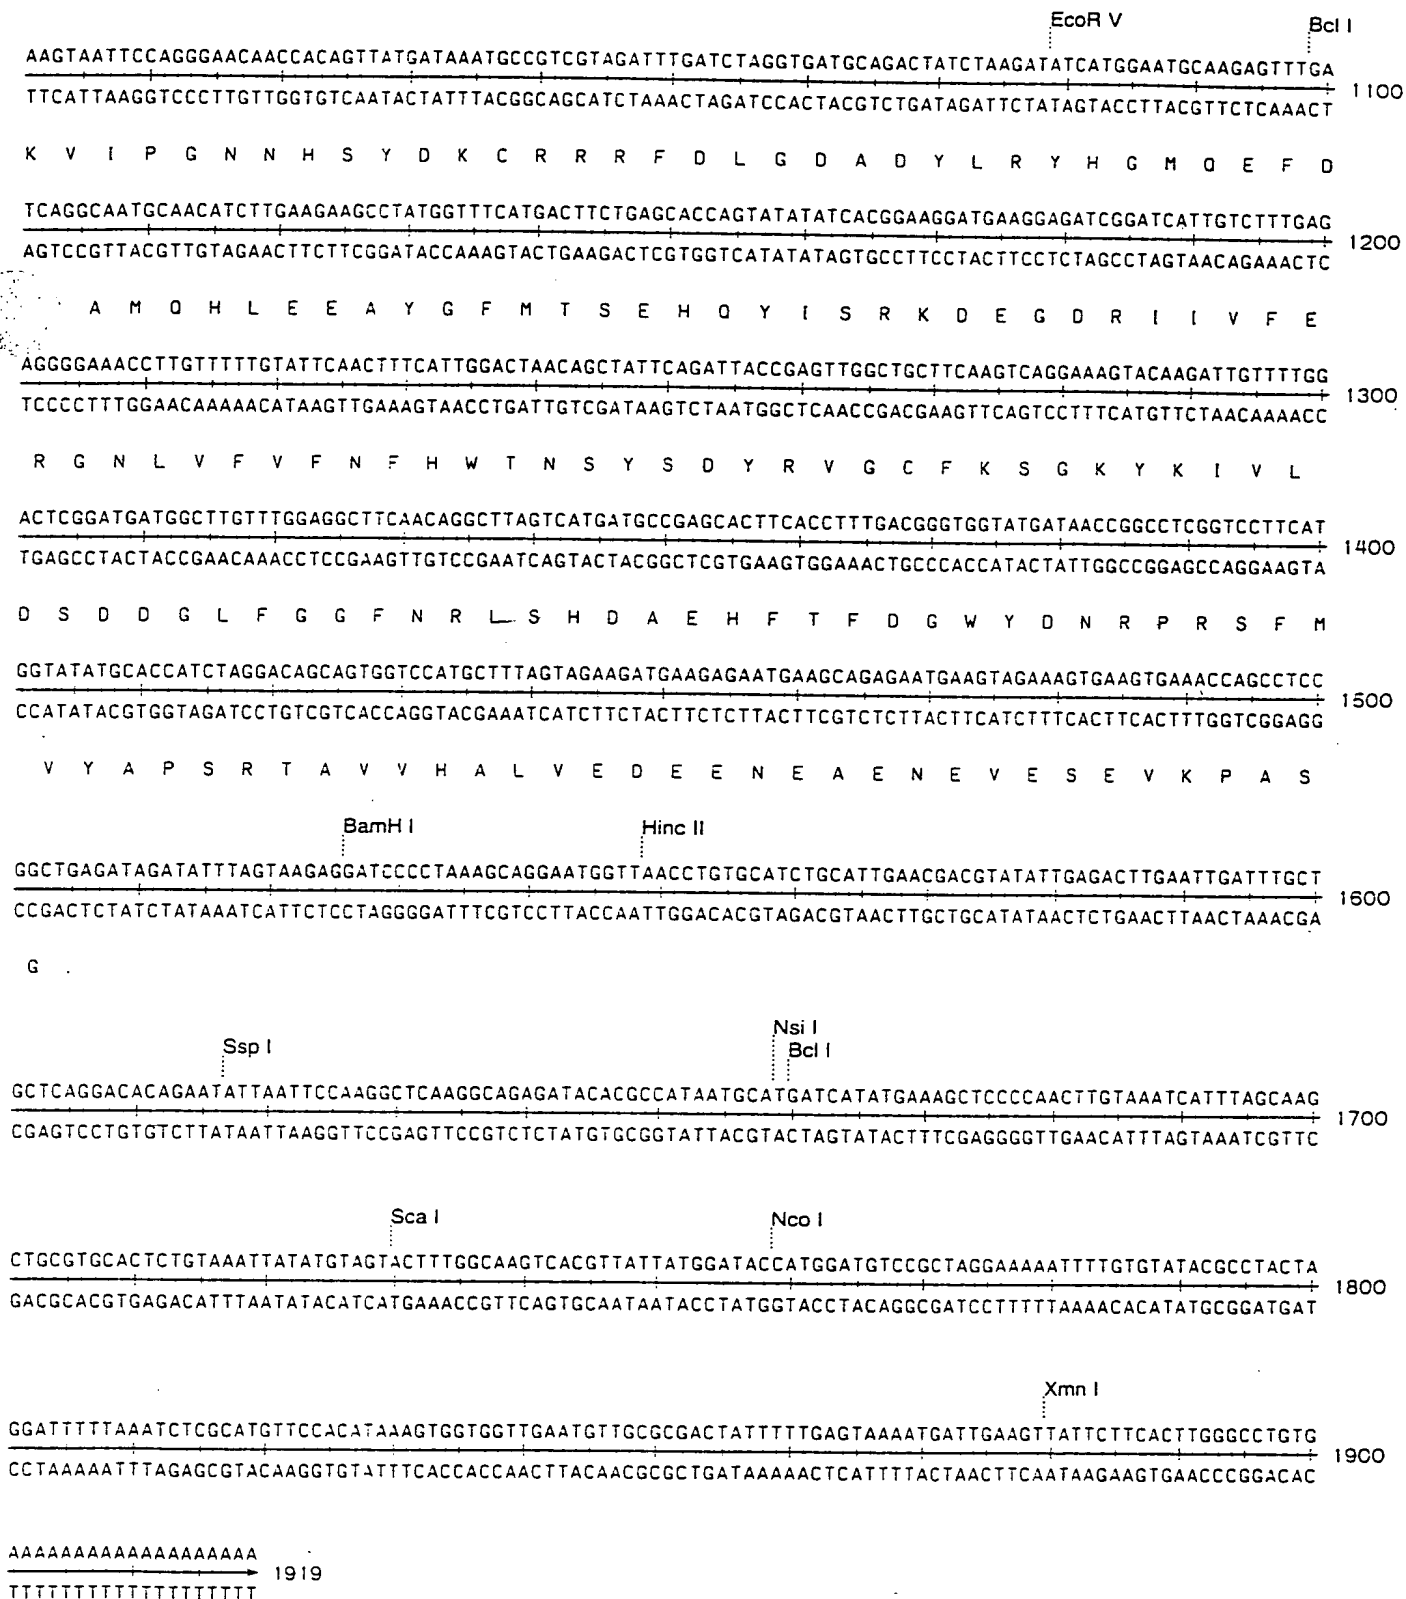 EcoR V Bcl I
AAGTAATTCCAGGGAACAACCACAGTTATGATAAATGCCGTCGTAGATTTGATCTAGGTGATGCAGACTATCTAAGATATCATGGAATGCAAGAGTTTGA
1100
TTCATTAAGGTCCCTTGTTGGTGTCAATACTATTTACGGCAGCATCTAAACTAGATCCACTACGTCTGATAGATTCTATAGTACCTTACGTTCTCAAACT
K V I P G N N H S Y D K C R R R F D L G D A D Y L R Y H G M Q E F D
TCAGGCAATGCAACATCTTGAAGAAGCCTATGGTTTCATGACTTCTGAGCACCAGTATATATCACGGAAGGATGAAGGAGATCGGATCATTGTCTTTGAG
1200
AGTCCGTTACGTTGTAGAACTTCTTCGGATACCAAAGTACTGAAGACTCGTGGTCATATATAGTGCCTTCCTACTTCCTCTAGCCTAGTAACAGAAACTC
A M Q H L E E A Y G F M T S E H Q Y I S R K D E G D R I I V F E
AGGGGAAACCTTGTTTTTGTATTCAACTTTCATTGGACTAACAGCTATTCAGATTACCGAGTTGGCTGCTTCAAGTCAGGAAAGTACAAGATTGTTTTGG
1300
TCCCCTTTGGAACAAAAACATAAGTTGAAAGTAACCTGATTGTCGATAAGTCTAATGGCTCAACCGACGAAGTTCAGTCCTTTCATGTTCTAACAAAACC
R G N L V F V F N F H W T N S Y S D Y R V G C F K S G K Y K I V L
ACTCGGATGATGGCTTGTTTGGAGGCTTCAACAGGCTTAGTCATGATGCCGAGCACTTCACCTTTGACGGGTGGTATGATAACCGGCCTCGGTCCTTCAT
1400
TGAGCCTACTACCGAACAAACCTCCGAAGTTGTCCGAATCAGTACTACGGCTCGTGAAGTGGAAACTGCCCACCATACTATTGGCCGGAGCCAGGAAGTA
D S D D G L F G G F N R L S H D A E H F T F D G W Y D N R P R S F M
GGTATATGCACCATCTAGGACAGCAGTGGTCCATGCTTTAGTAGAAGATGAAGAGAATGAAGCAGAGAATGAAGTAGAAAGTGAAGTGAAACCAGCCTCC
1500
CCATATACGTGGTAGATCCTGTCGTCACCAGGTACGAAATCATCTTCTACTTCTCTTACTTCGTCTCTTACTTCATCTTTCACTTCACTTTGGTCGGAGG
V Y A P S R T A V V H A L V E D E E N E A E N E V E S E V K P A S
BamH I Hinc II
GGCTGAGATAGATATTTAGTAAGAGGATCCCCTAAAGCAGGAATGGTTAACCTGTGCATCTGCATTGAACGACGTATATTGAGACTTGAATTGATTTGCT
1600
CCGACTCTATCTATAAATCATTCTCCTAGGGGATTTCGTCCTTACCAATTGGACACGTAGACGTAACTTGCTGCATATAACTCTGAACTTAACTAAACGA
G .
Nsi I
Ssp I Bcl I
GCTCAGGACACAGAATATTAATTCCAAGGCTCAAGGCAGAGATACACGCCATAATGCATGATCATATGAAAGCTCCCCAACTTGTAAATCATTTAGCAAG
1700
CGAGTCCTGTGTCTTATAATTAAGGTTCCGAGTTCCGTCTCTATGTGCGGTATTACGTACTAGTATACTTTCGAGGGGTTGAACATTTAGTAAATCGTTC
Sca I Nco I
CTGCGTGCACTCTGTAAATTATATGTAGTACTTTGGCAAGTCACGTTATTATGGATACCATGGATGTCCGCTAGGAAAAATTTTGTGTATACGCCTACTA
1800
GACGCACGTGAGACATTTAATATACATCATGAAACCGTTCAGTGCAATAATACCTATGGTACCTACAGGCGATCCTTTTTAAAACACATATGCGGATGAT
Xmn I
GGATTTTTAAATCTCGCATGTTCCACATAAAGTGGTGGTTGAATGTTGCGCGACTATTTTTGAGTAAAATGATTGAAGTTATTCTTCACTTGGGCCTGTG
1900
CCTAAAAATTTAGAGCGTACAAGGTGTATTTCACCACCAACTTACAACGCGCTGATAAAAACTCATTTTACTAACTTCAATAAGAAGTGAACCCGGACAC
AAAAAAAAAAAAAAAAAAA
1919
TTTTTTTTTTTTTTTTTTT